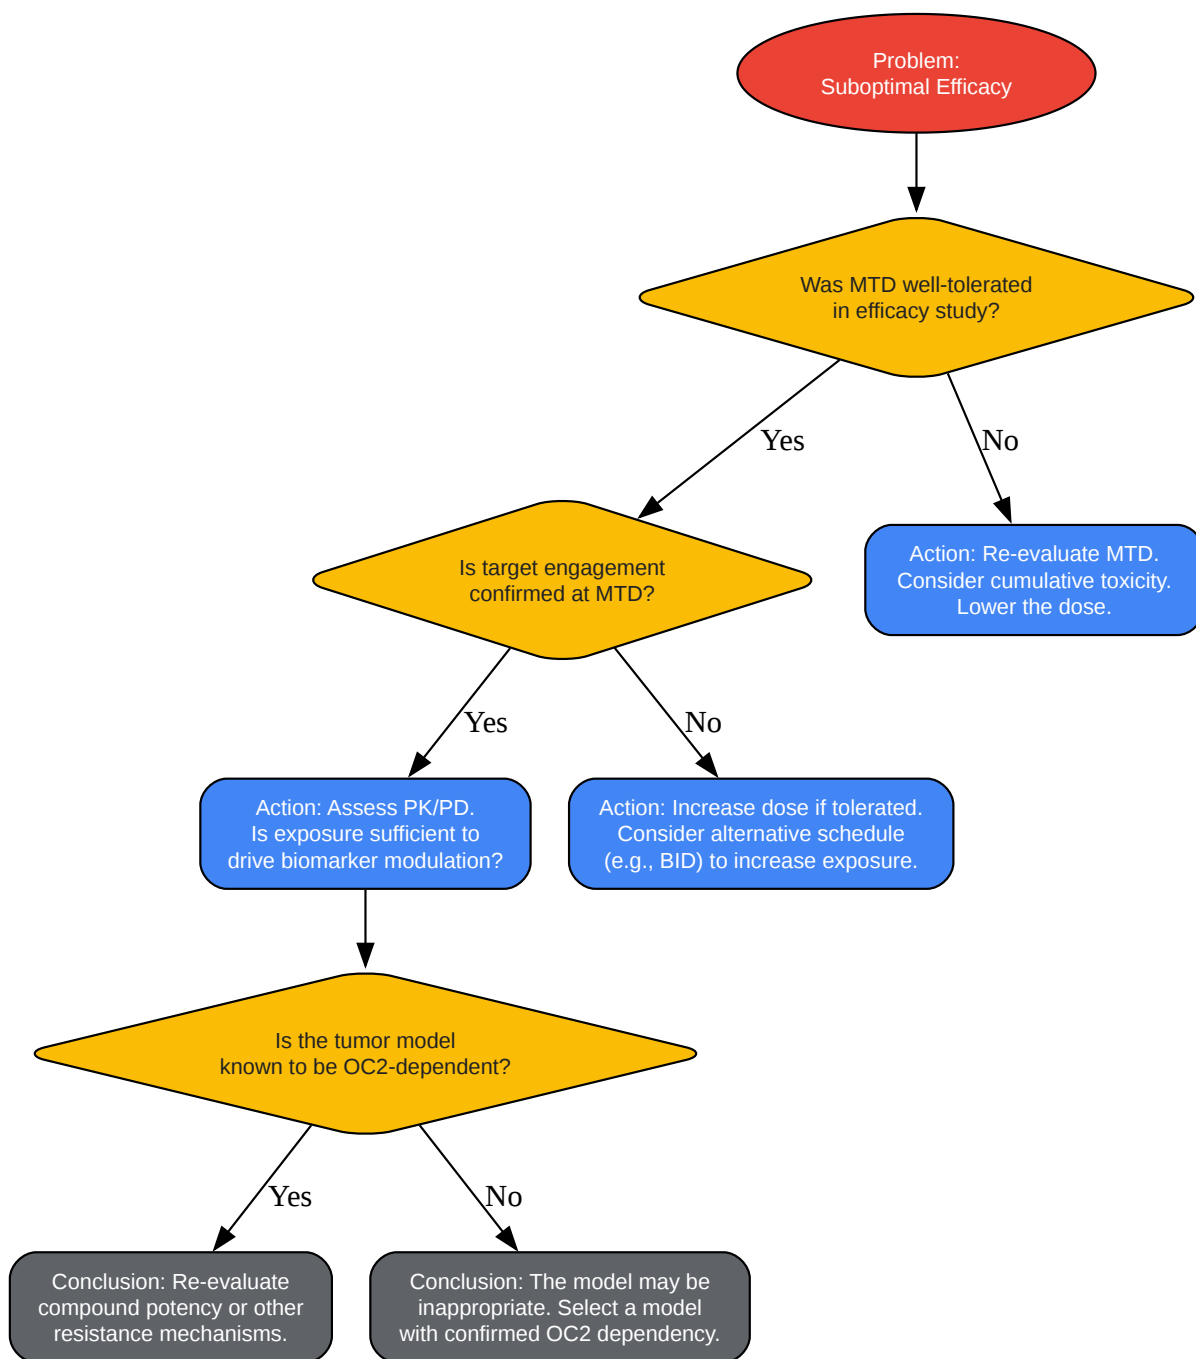 Problem:
Suboptimal Efficacy
Was MTD well-tolerated
in efficacy study?
Yes
No
Action: Re-evaluate MTD.
Consider cumulative toxicity.
Lower the dose.
Is target engagement
confirmed at MTD?
Yes
No
Action: Assess PK/PD.
Is exposure sufficient to
drive biomarker modulation?
Action: Increase dose if tolerated.
Consider alternative schedule
(e.g., BID) to increase exposure.
Is the tumor model
known to be OC2-dependent?
Yes
No
Conclusion: Re-evaluate
compound potency or other
resistance mechanisms.
Conclusion: The model may be
inappropriate. Select a model
with confirmed OC2 dependency.